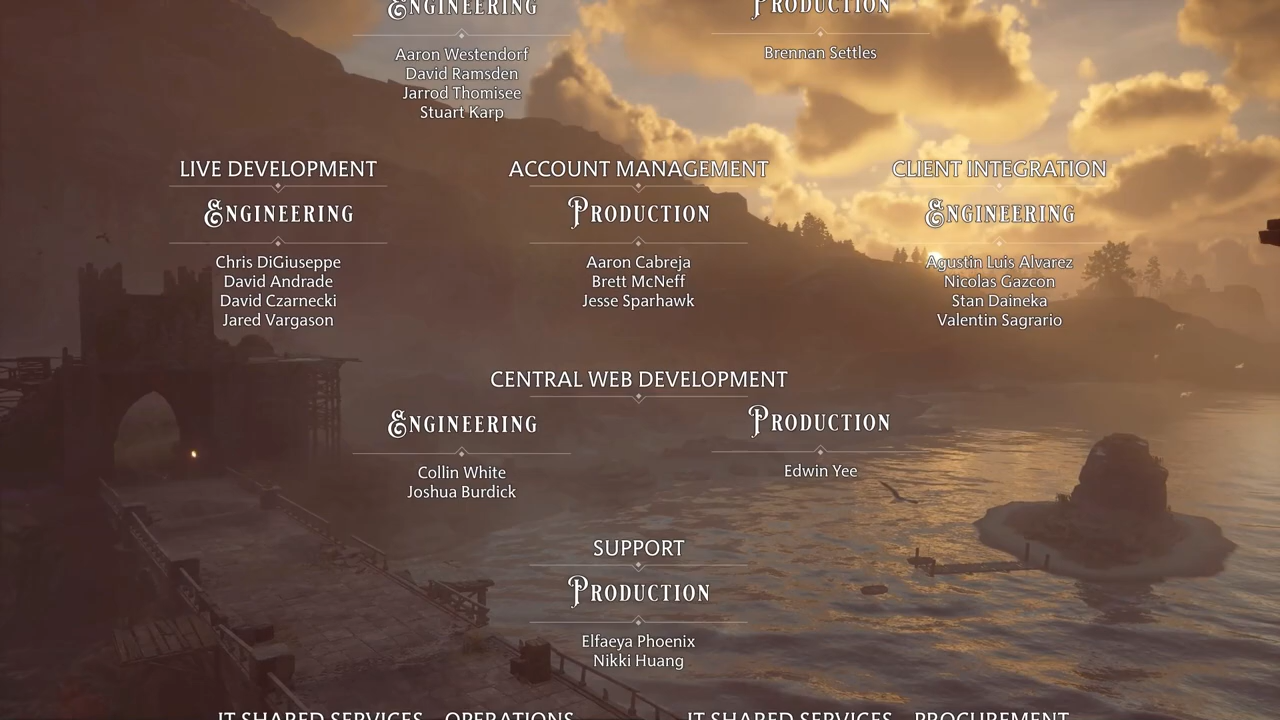 ENGINEERING
Aaron Westendorf
David Ramsden
Jarrod Thomisee
Stuart Karp
PRODUCTION
Brennan Settles
LIVE DEVELOPMENT
ENGINEERING
Chris DiGiuseppe
David Andrade
David Czarnecki
Jared Vargason
ACCOUNT MANAGEMENT
PRODUCTION
Aaron Cabreja
Brett McNeff
Jesse Sparhawk
CLIENT INTEGRATION
ENGINEERING
Agustin Luis Alvarez
Nicolas Gazcon
Stan Daineka
Valentin Sagrario
CENTRAL WEB DEVELOPMENT
ENGINEERING
Collin White
Joshua Burdick
PRODUCTION
Edwin Yee
SUPPORT
PRODUCTION
Elfaeya Phoenix
Nikki Huang
IT SHARED SERVICES – OPERATIONS
IT SHARED SERVICES – PROCUREMENT